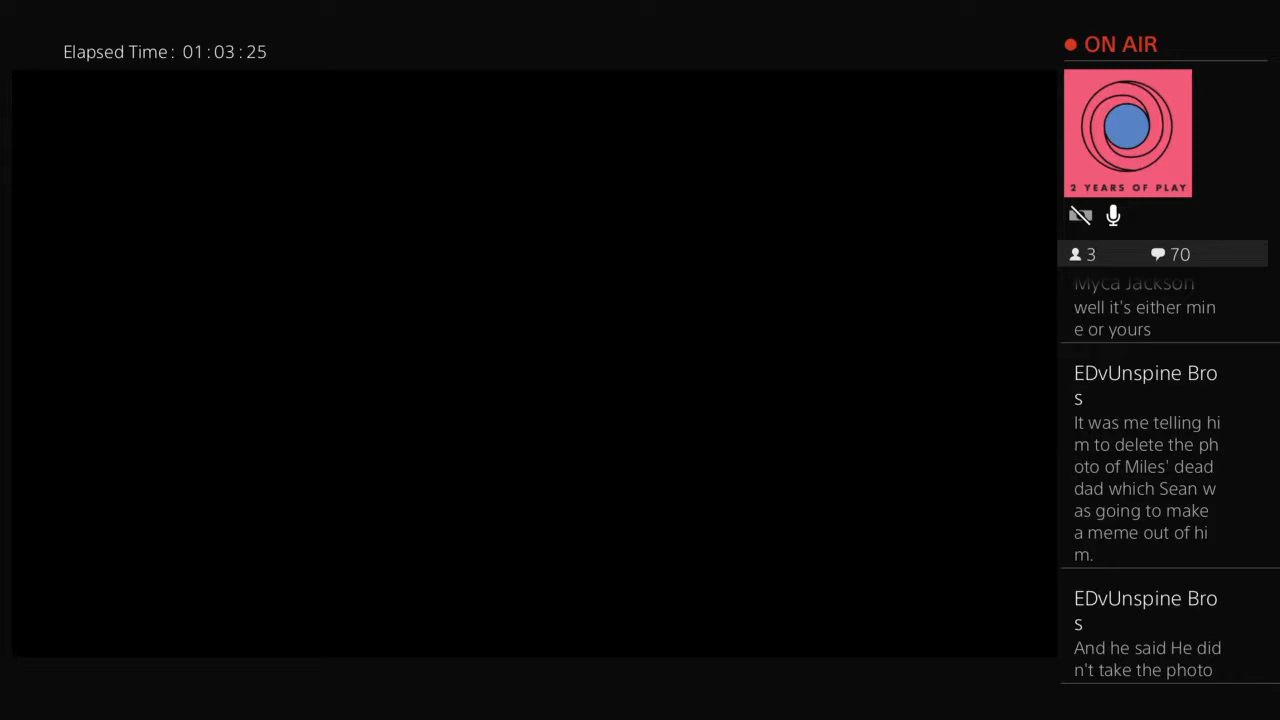 Elapsed Time: 01:03:25
ON AIR
2 YEARS OF PLAY
3 70
Myca Jackson
well it's either min
e or yours
EDvUnspine Bro
s
It was me telling hi
m to delete the ph
oto of Miles' dead
dad which Sean w
as going to make
a meme out of hi
m.
EDvUnspine Bro
s
And he said He did
n't take the photo